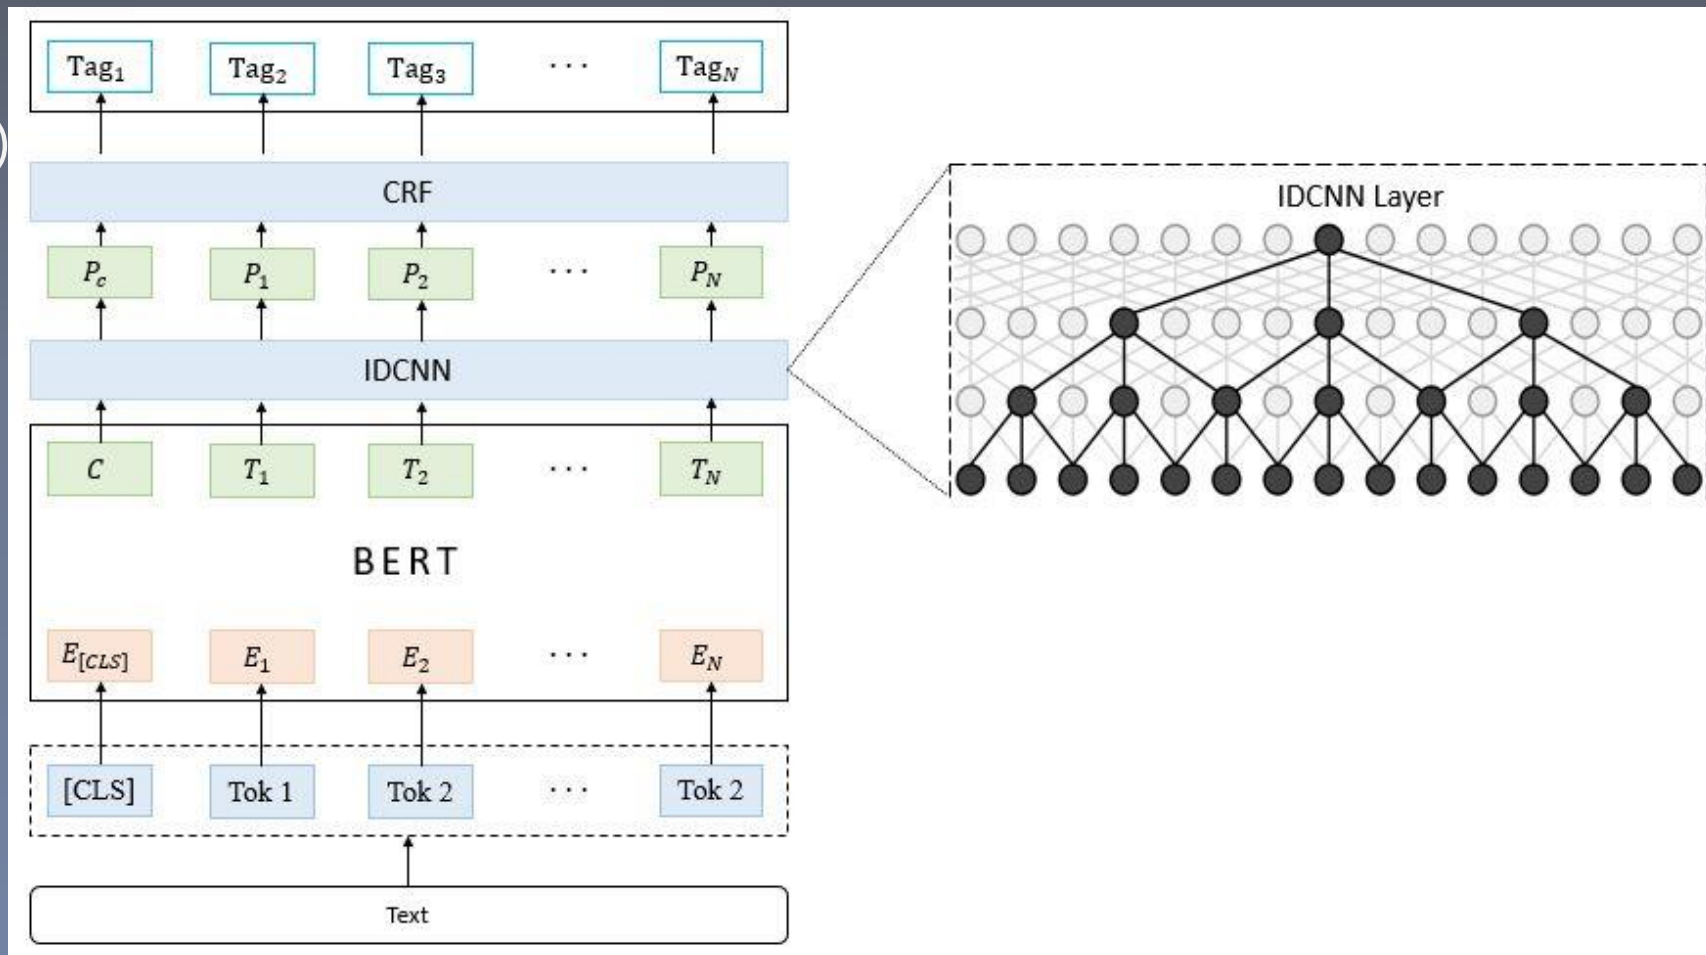 Tag₁ Tag₂ Tag₃ ··· Tag_N
CRF
P_c P₁ P₂ ··· P_N
IDCNN
C T₁ T₂ ··· T_N
BERT
E_[CLS] E₁ E₂ ··· E_N
[CLS] Tok 1 Tok 2 ··· Tok 2
Text
IDCNN Layer